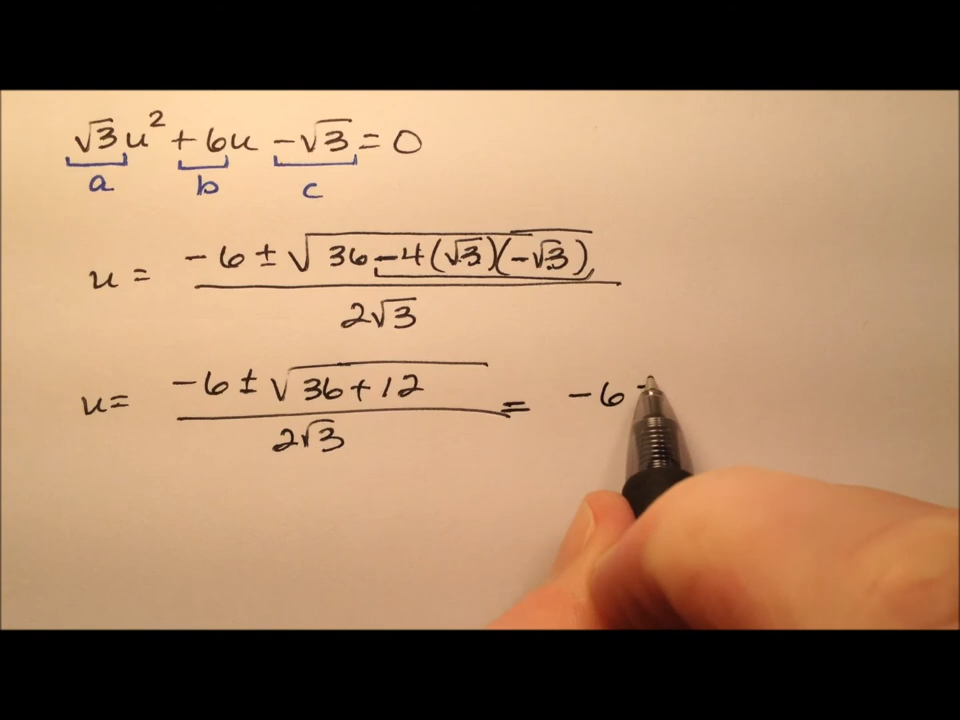 √3u² + 6u - √3 = 0
a b c
u = -6 ± √36 - 4(√3)(-√3) / 2√3
u = -6 ± √36 + 12 / 2√3 = -6